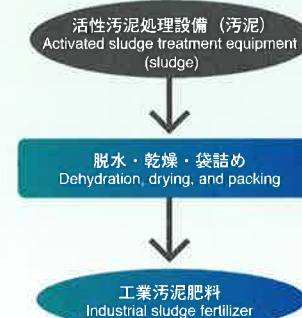 活性汚泥処理設備（汚泥）
Activated sludge treatment equipment
(sludge)
脱水・乾燥・袋詰め
Dehydration, drying, and packing
工業汚泥肥料
Industrial sludge fertilizer